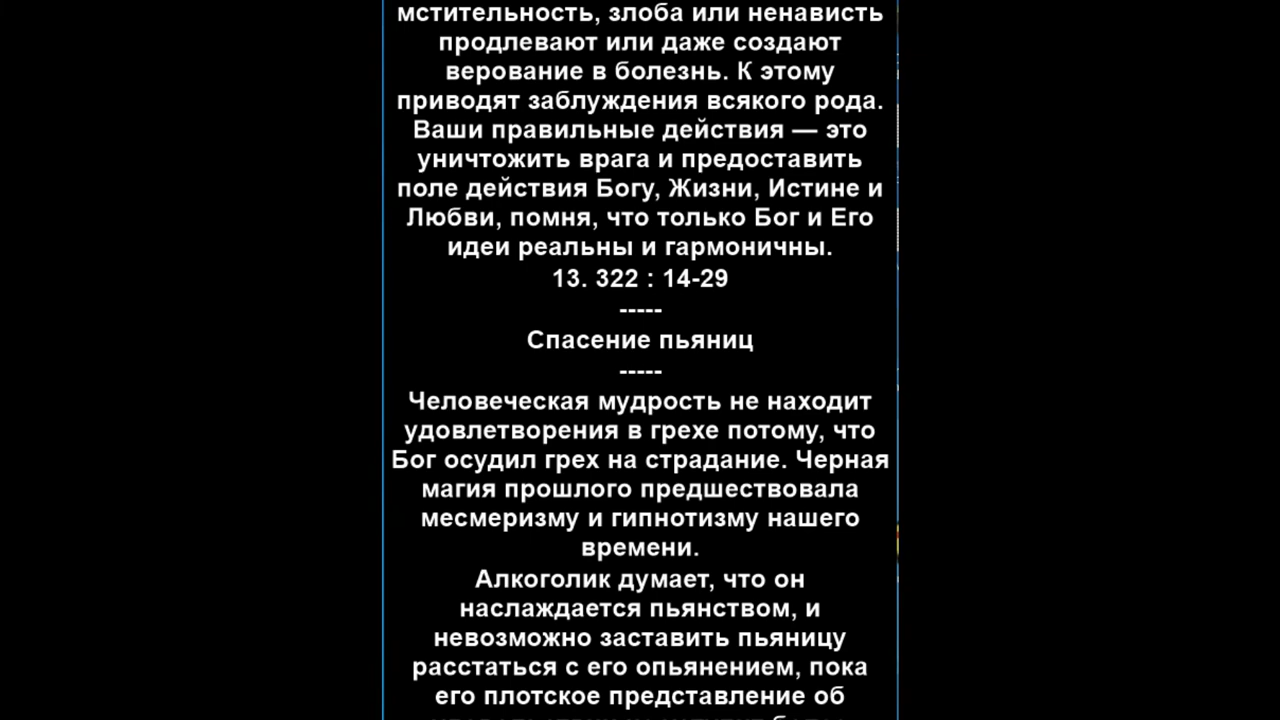 мстительность, злоба или ненависть
продлевают или даже создают
верование в болезнь. К этому
приводят заблуждения всякого рода.
Ваши правильные действия — это
уничтожить врага и предоставить
поле действия Богу, Жизни, Истине и
Любви, помня, что только Бог и Его
идеи реальны и гармоничны.
13. 322 : 14-29
-----
Спасение пьяниц
-----
Человеческая мудрость не находит
удовлетворения в грехе потому, что
Бог осудил грех на страдание. Черная
магия прошлого предшествовала
месмеризму и гипнотизму нашего
времени.
Алкоголик думает, что он
наслаждается пьянством, и
невозможно заставить пьяницу
расстаться с его опьянением, пока
его плотское представление об